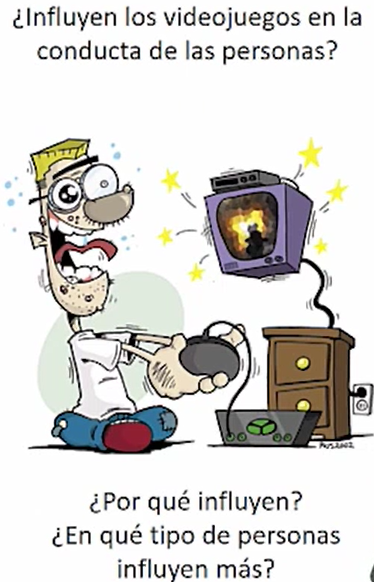 ¿Influyen los videojuegos en la
conducta de las personas?
¿Por qué influyen?
¿En qué tipo de personas
influyen más?